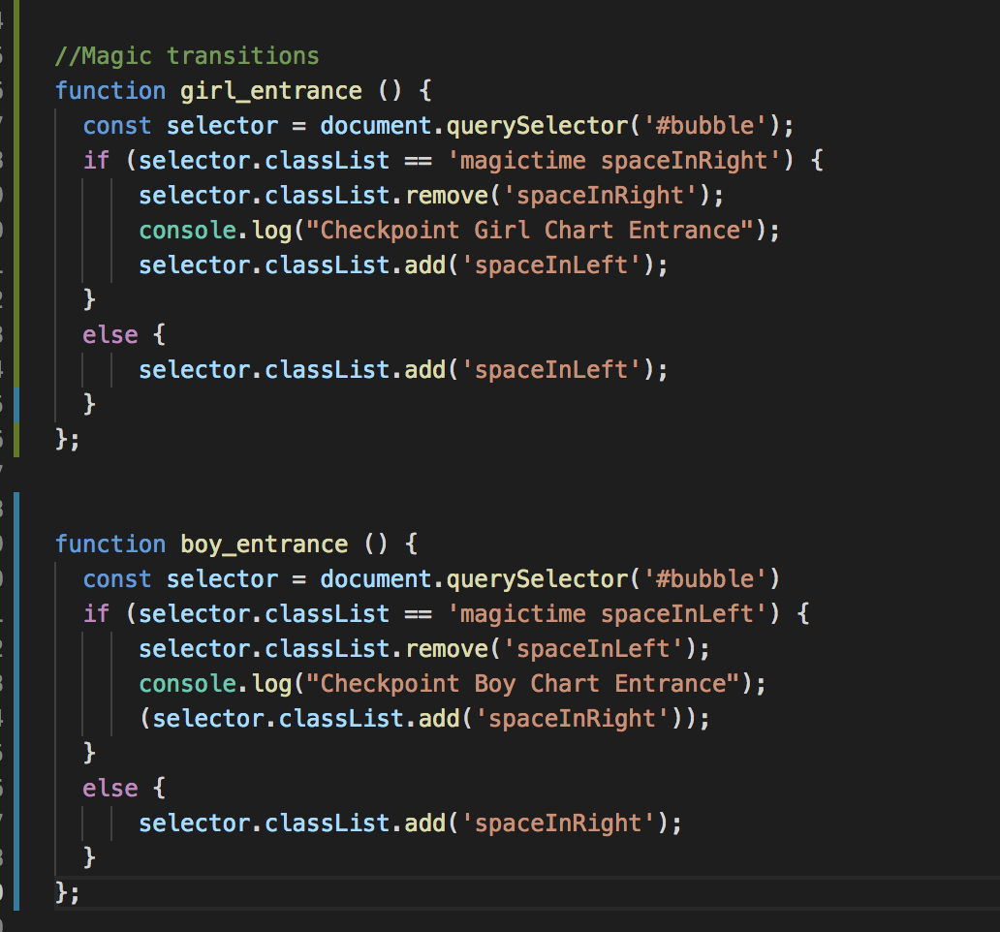 //Magic transitions
function girl_entrance () {
const selector = document.querySelector('#bubble');
if (selector.classList == 'magictime spaceInRight') {
selector.classList.remove('spaceInRight');
console.log("Checkpoint Girl Chart Entrance");
selector.classList.add('spaceInLeft');
}
else {
selector.classList.add('spaceInLeft');
}
};
function boy_entrance () {
const selector = document.querySelector('#bubble')
if (selector.classList == 'magictime spaceInLeft') {
selector.classList.remove('spaceInLeft');
console.log("Checkpoint Boy Chart Entrance");
(selector.classList.add('spaceInRight'));
}
else {
selector.classList.add('spaceInRight');
}
};